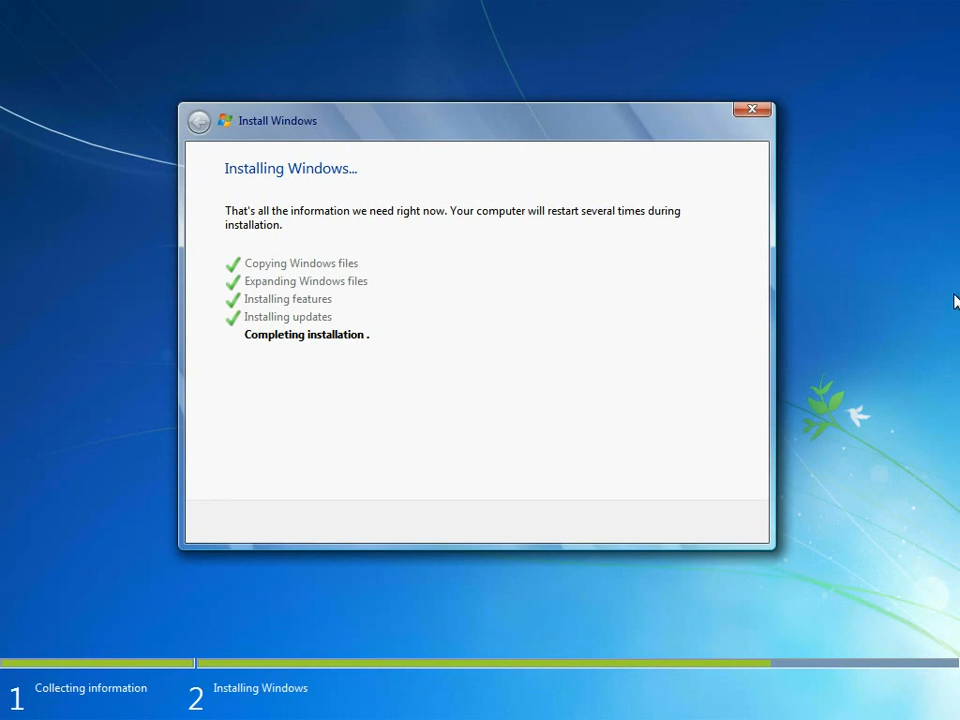 Install Windows
Installing Windows...
That's all the information we need right now. Your computer will restart several times during
installation.
Copying Windows files
Expanding Windows files
Installing features
Installing updates
Completing installation .
1 Collecting information
2 Installing Windows